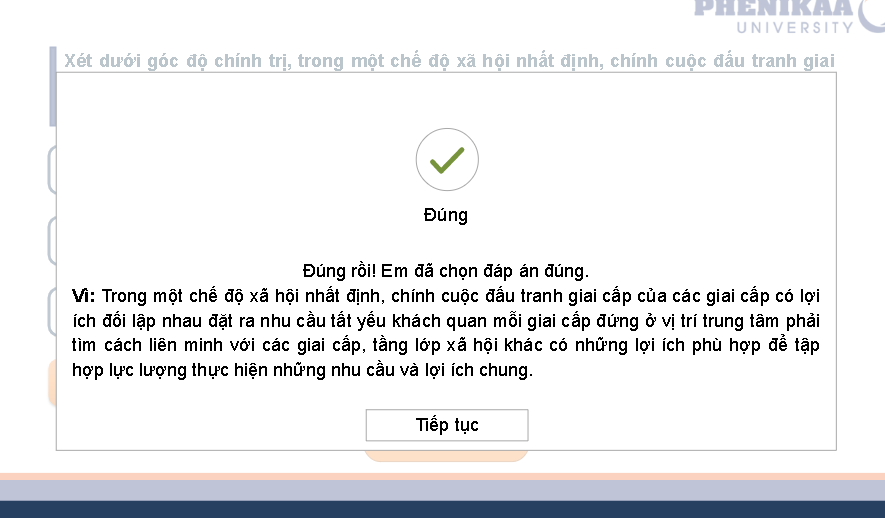 PHENIKAA
UNIVERSITY
Xét dưới góc độ chính trị, trong một chế độ xã hội nhất định, chính cuộc đấu tranh giai
Đúng
Đúng rồi! Em đã chọn đáp án đúng.
Vì: Trong một chế độ xã hội nhất định, chính cuộc đấu tranh giai cấp của các giai cấp có lợi
ích đối lập nhau đặt ra nhu cầu tất yếu khách quan mỗi giai cấp đứng ở vị trí trung tâm phải
tìm cách liên minh với các giai cấp, tầng lớp xã hội khác có những lợi ích phù hợp để tập
hợp lực lượng thực hiện những nhu cầu và lợi ích chung.
Tiếp tục